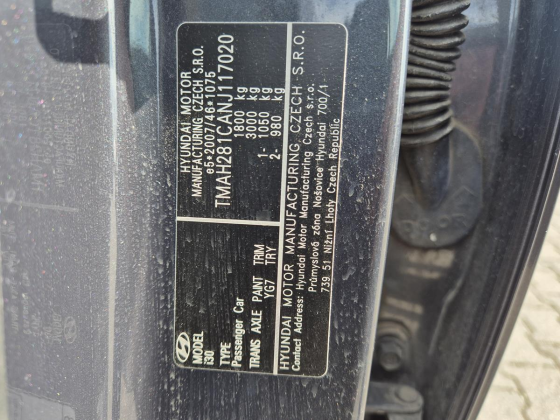 HYUNDAI MOTOR
MANUFACTURING CZECH S.R.O.
e5*2007/46*1075
TMAH281CANJ117020
1800 kg
3000 kg
1- 1050 kg
2- 980 kg
MODEL
i30
TYPE
Passenger Car
TRANS AXLE PAINT TRIM
YG7 TRY
HYUNDAI MOTOR MANUFACTURING CZECH S.R.O.
Contact Address: Hyundai Motor Manufacturing Czech s.r.o.
Průmyslová zóna Nošovice Hyundai 700/1
739 51 Nižní Lhoty Czech Republic